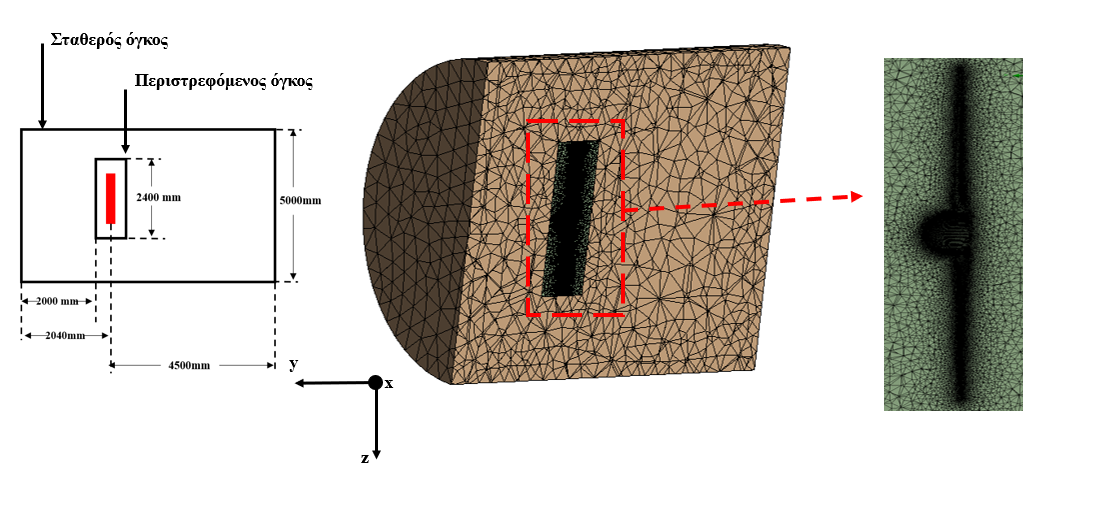 Σταθερός όγκος
Περιστρεφόμενος όγκος
2400 mm
5000mm
2000 mm
2040mm
4500mm
y
x
z